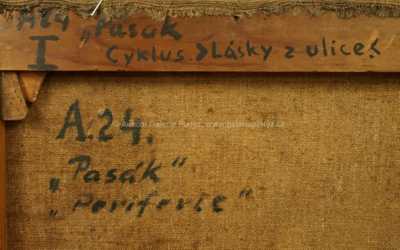 A24 „Pasák
I Cyklus >Lásky z ulice<
A.24.
„Pasák“
„Periferie“